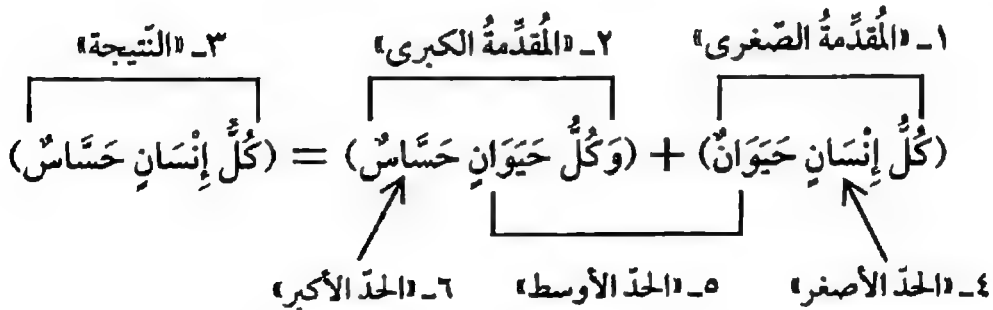 ١ـ «المُقدِّمةُ الصّغرى» ٢ـ «المُقدِّمةُ الكبرى» ٣ـ «النّتيجة»
(كُلُّ إِنْسَانٍ حَيَوَانٌ) + (وَكُلُّ حَيَوَانٍ حَسَّاسٌ) = (كُلُّ إِنْسَانٍ حَسَّاسٌ)
٤ـ «الحدّ الأصغر» ٥ـ «الحدّ الأوسط» ٦ـ «الحدّ الأكبر»